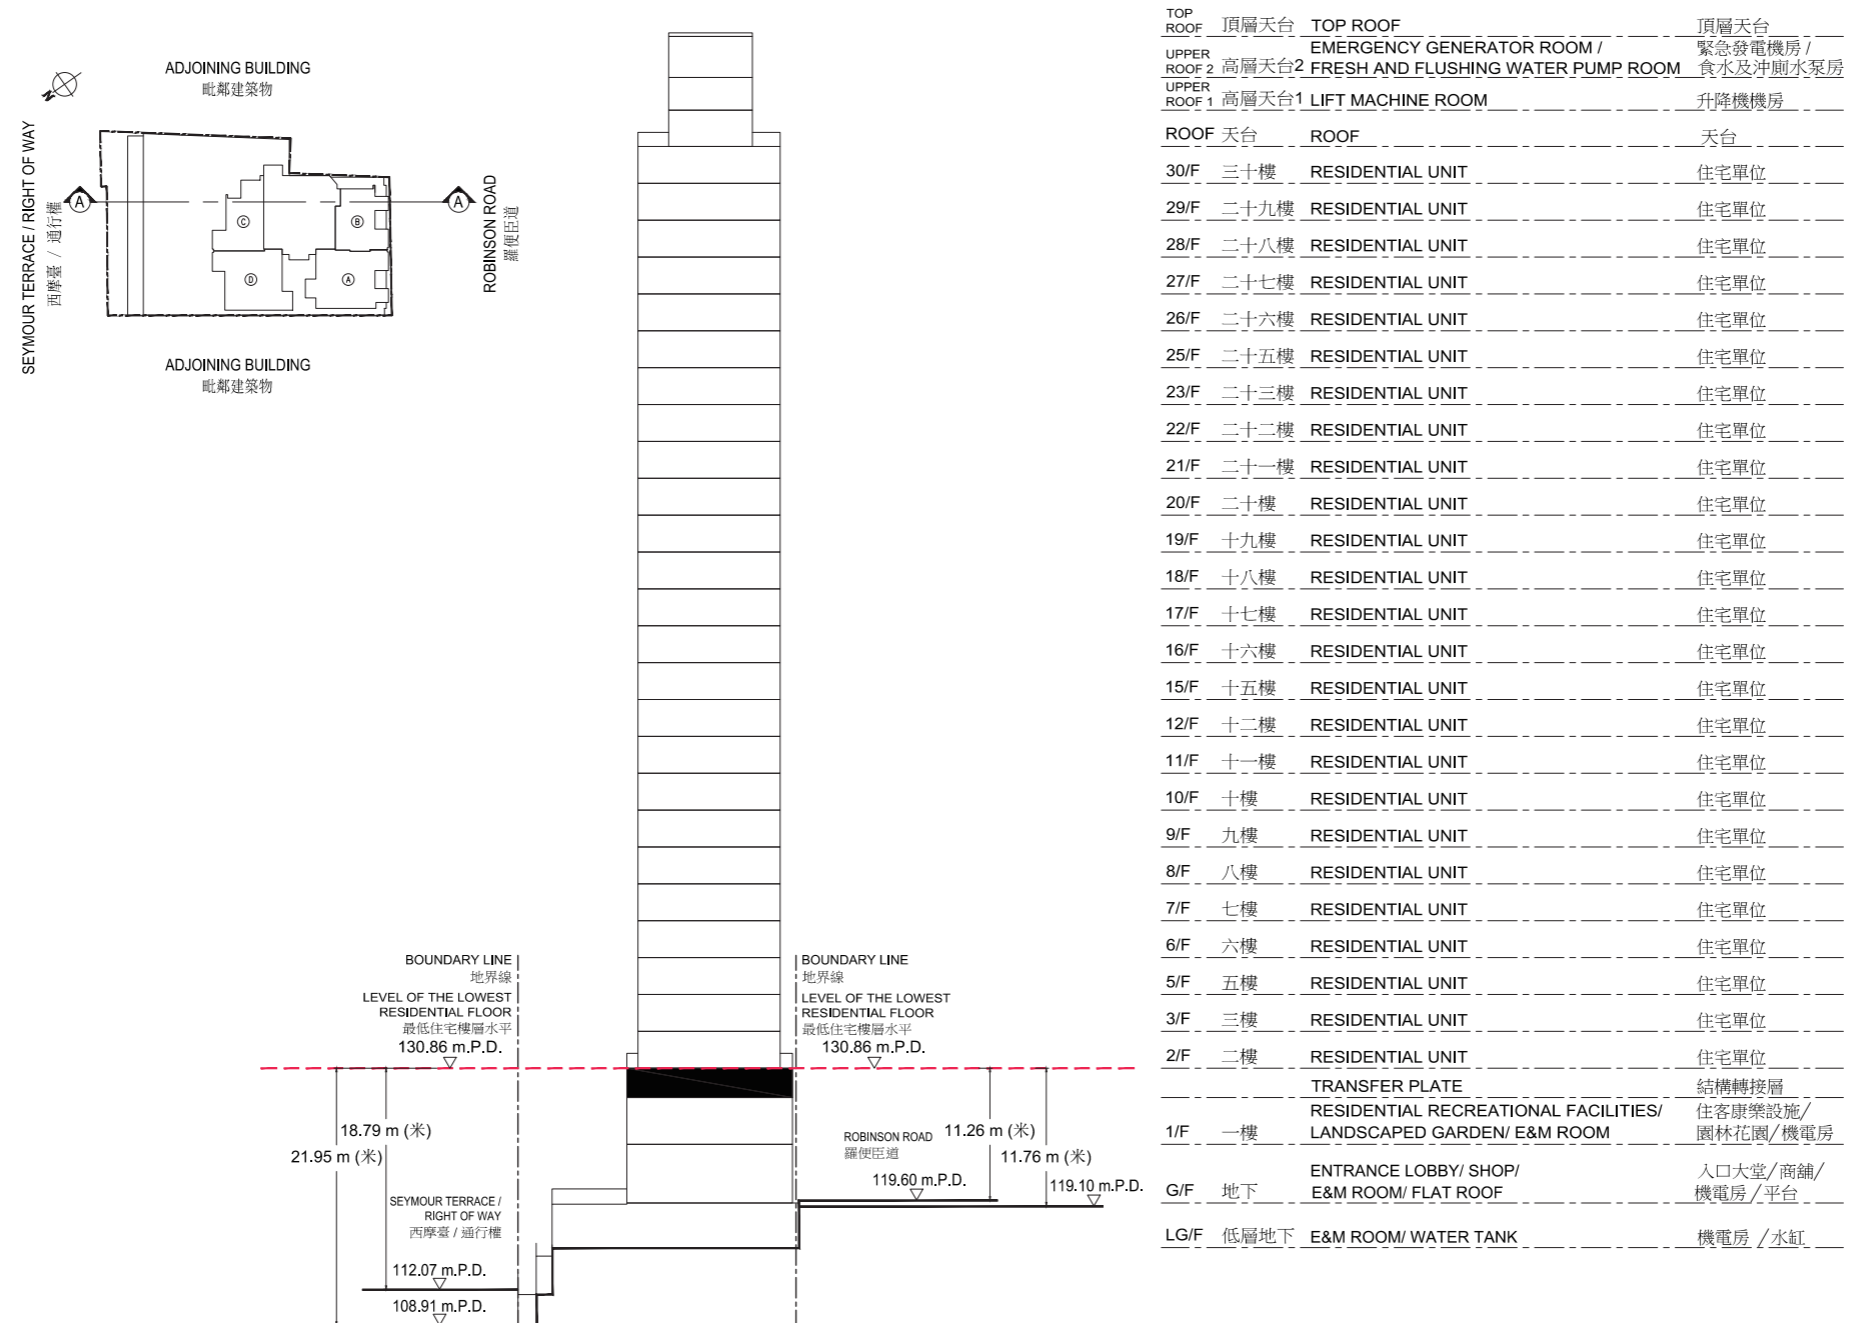 ADJOINING BUILDING
毗鄰建築物
N
SEYMOUR TERRACE / RIGHT OF WAY
西摩臺 / 通行權
A
A
ROBINSON ROAD
羅便臣道
C
B
D
A
ADJOINING BUILDING
毗鄰建築物
BOUNDARY LINE
地界線
LEVEL OF THE LOWEST
RESIDENTIAL FLOOR
最低住宅樓層水平
130.86 m.P.D.
BOUNDARY LINE
地界線
LEVEL OF THE LOWEST
RESIDENTIAL FLOOR
最低住宅樓層水平
130.86 m.P.D.
18.79 m (米)
21.95 m (米)
SEYMOUR TERRACE /
RIGHT OF WAY
西摩臺 / 通行權
112.07 m.P.D.
108.91 m.P.D.
ROBINSON ROAD
羅便臣道
11.26 m (米)
11.76 m (米)
119.60 m.P.D.
119.10 m.P.D.
TOP ROOF 頂層天台 TOP ROOF 頂層天台
UPPER ROOF 2 高層天台2 EMERGENCY GENERATOR ROOM / 緊急發電機房 /
FRESH AND FLUSHING WATER PUMP ROOM 食水及沖廁水泵房
UPPER ROOF 1 高層天台1 LIFT MACHINE ROOM 升降機機房
ROOF 天台 ROOF 天台
30/F 三十樓 RESIDENTIAL UNIT 住宅單位
29/F 二十九樓 RESIDENTIAL UNIT 住宅單位
28/F 二十八樓 RESIDENTIAL UNIT 住宅單位
27/F 二十七樓 RESIDENTIAL UNIT 住宅單位
26/F 二十六樓 RESIDENTIAL UNIT 住宅單位
25/F 二十五樓 RESIDENTIAL UNIT 住宅單位
23/F 二十三樓 RESIDENTIAL UNIT 住宅單位
22/F 二十二樓 RESIDENTIAL UNIT 住宅單位
21/F 二十一樓 RESIDENTIAL UNIT 住宅單位
20/F 二十樓 RESIDENTIAL UNIT 住宅單位
19/F 十九樓 RESIDENTIAL UNIT 住宅單位
18/F 十八樓 RESIDENTIAL UNIT 住宅單位
17/F 十七樓 RESIDENTIAL UNIT 住宅單位
16/F 十六樓 RESIDENTIAL UNIT 住宅單位
15/F 十五樓 RESIDENTIAL UNIT 住宅單位
12/F 十二樓 RESIDENTIAL UNIT 住宅單位
11/F 十一樓 RESIDENTIAL UNIT 住宅單位
10/F 十樓 RESIDENTIAL UNIT 住宅單位
9/F 九樓 RESIDENTIAL UNIT 住宅單位
8/F 八樓 RESIDENTIAL UNIT 住宅單位
7/F 七樓 RESIDENTIAL UNIT 住宅單位
6/F 六樓 RESIDENTIAL UNIT 住宅單位
5/F 五樓 RESIDENTIAL UNIT 住宅單位
3/F 三樓 RESIDENTIAL UNIT 住宅單位
2/F 二樓 RESIDENTIAL UNIT 住宅單位
TRANSFER PLATE 結構轉接層
RESIDENTIAL RECREATIONAL FACILITIES/ 住客康樂設施/
1/F 一樓 LANDSCAPED GARDEN/ E&M ROOM 園林花園/機電房
ENTRANCE LOBBY/ SHOP/ 入口大堂/商舖/
G/F 地下 E&M ROOM/ FLAT ROOF 機電房/平台
LG/F 低層地下 E&M ROOM/ WATER TANK 機電房 /水缸